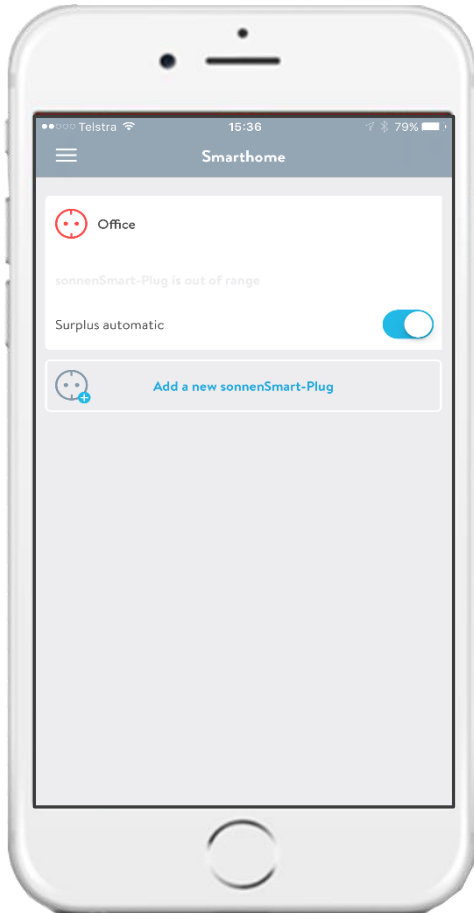 Telstra 15:36 79%
Smarthome
Office
sonnenSmart-Plug is out of range
Surplus automatic
Add a new sonnenSmart-Plug